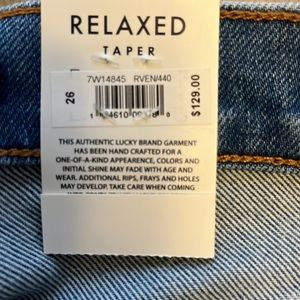 RELAXED
TAPER
7W14845 RVEN/440
26
$129.00
THIS AUTHENTIC LUCKY BRAND GARMENT
HAS BEEN HAND CRAFTED FOR A
ONE-OF-A-KIND APPEARENCE, COLORS AND
INITIAL SHINE MAY FADE WITH AGE AND
WEAR. ADDITIONAL RIPS, FRAYS AND HOLES
MAY DEVELOP. TAKE CARE WHEN COMING